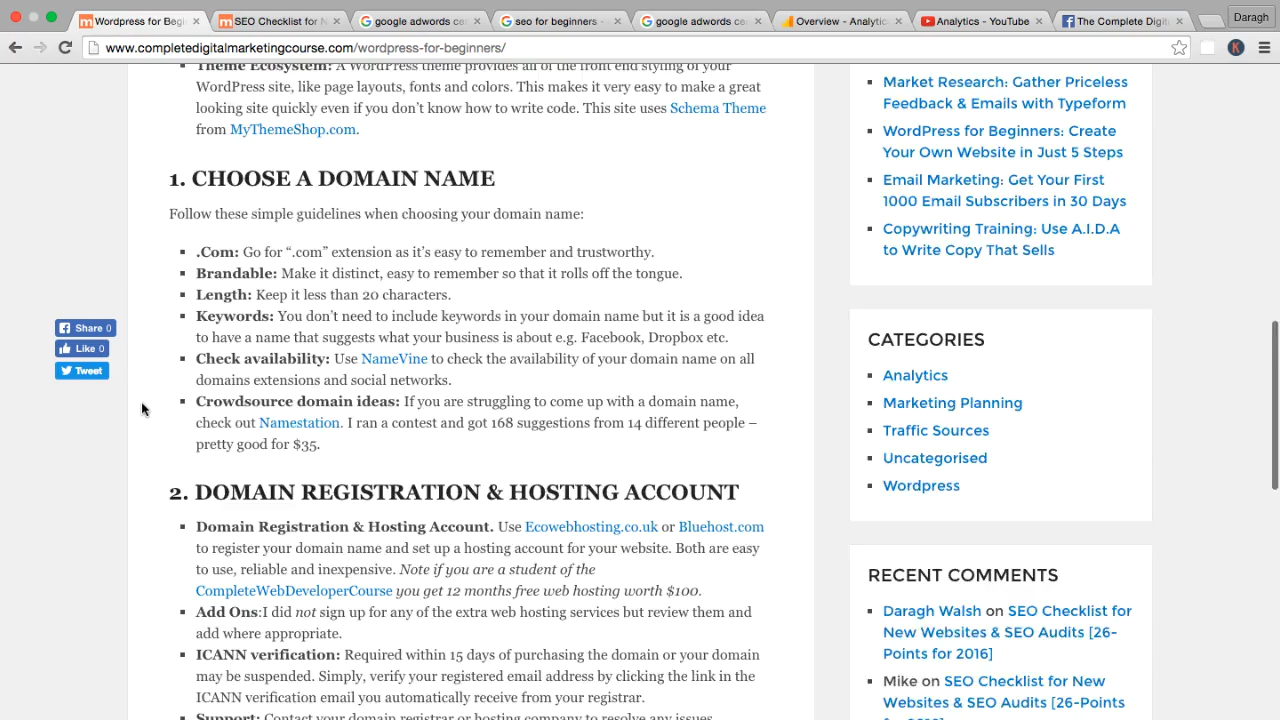 Wordpress for Begi
SEO Checklist for N
google adwords ce
seo for beginners -
google adwords ce
Overview - Analytic
Analytics - YouTube
The Complete Digit
Daragh
www.completedigitalmarketingcourse.com/wordpress-for-beginners/
K
Theme Ecosystem: A WordPress theme provides all of the front end styling of your
WordPress site, like page layouts, fonts and colors. This makes it very easy to make a great
looking site quickly even if you don't know how to write code. This site uses Schema Theme
from MyThemeShop.com.
1. CHOOSE A DOMAIN NAME
Follow these simple guidelines when choosing your domain name:
.Com: Go for “.com” extension as it's easy to remember and trustworthy.
Brandable: Make it distinct, easy to remember so that it rolls off the tongue.
Length: Keep it less than 20 characters.
Keywords: You don't need to include keywords in your domain name but it is a good idea
to have a name that suggests what your business is about e.g. Facebook, Dropbox etc.
Check availability: Use NameVine to check the availability of your domain name on all
domains extensions and social networks.
Crowdsource domain ideas: If you are struggling to come up with a domain name,
check out Namestation. I ran a contest and got 168 suggestions from 14 different people –
pretty good for $35.
2. DOMAIN REGISTRATION & HOSTING ACCOUNT
Domain Registration & Hosting Account. Use Ecowebhosting.co.uk or Bluehost.com
to register your domain name and set up a hosting account for your website. Both are easy
to use, reliable and inexpensive. Note if you are a student of the
CompleteWebDeveloperCourse you get 12 months free web hosting worth $100.
Add Ons:I did not sign up for any of the extra web hosting services but review them and
add where appropriate.
ICANN verification: Required within 15 days of purchasing the domain or your domain
may be suspended. Simply, verify your registered email address by clicking the link in the
ICANN verification email you automatically receive from your registrar.
Support: Contact your domain registrar or hosting company to resolve any issues
Share 0
Like 0
Tweet
Market Research: Gather Priceless
Feedback & Emails with Typeform
WordPress for Beginners: Create
Your Own Website in Just 5 Steps
Email Marketing: Get Your First
1000 Email Subscribers in 30 Days
Copywriting Training: Use A.I.D.A
to Write Copy That Sells
CATEGORIES
Analytics
Marketing Planning
Traffic Sources
Uncategorised
Wordpress
RECENT COMMENTS
Daragh Walsh on SEO Checklist for
New Websites & SEO Audits [26-
Points for 2016]
Mike on SEO Checklist for New
Websites & SEO Audits [26-Points